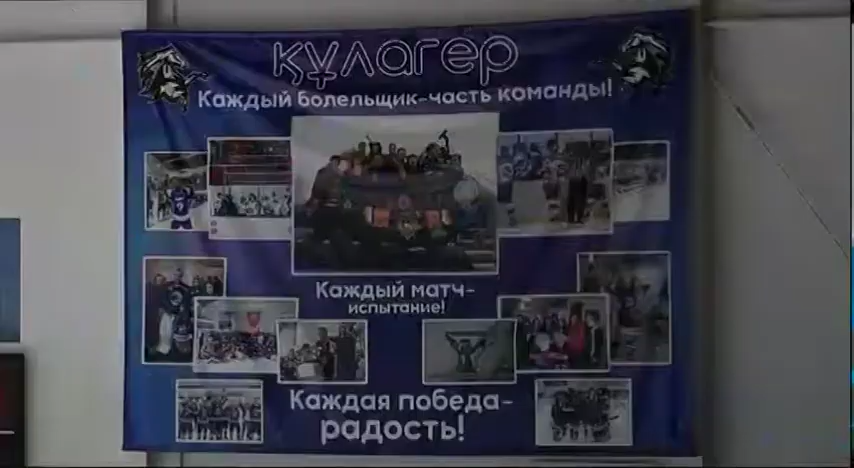 құлагер
Каждый болельщик-часть команды!
Каждый матч-
испытание!
Каждая победа-
радость!